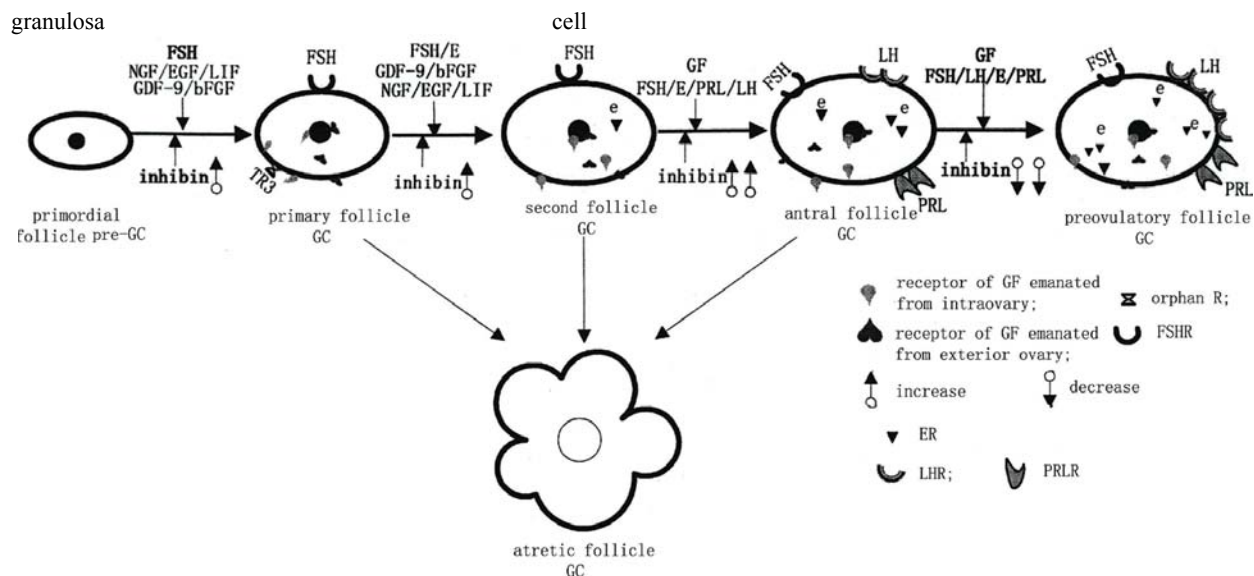 granulosa cell
FSH
NGF/EGF/LIF
GDF-9/bFGF
inhibin
primordial
follicle pre-GC
FSH
TR3
primary follicle
GC
FSH/E
GDF-9/bFGF
NGF/EGF/LIF
inhibin
FSH
e
second follicle
GC
GF
FSH/E/PRL/LH
inhibin
FSH
LH
e
e
PRL
antral follicle
GC
GF
FSH/LH/E/PRL
inhibin
FSH
LH
e
e
PRL
preovulatory follicle
GC
receptor of GF emanated
from intraovary;
orphan R;
receptor of GF emanated
from exterior ovary;
FSHR
increase
decrease
ER
LHR;
PRLR
atretic follicle
GC